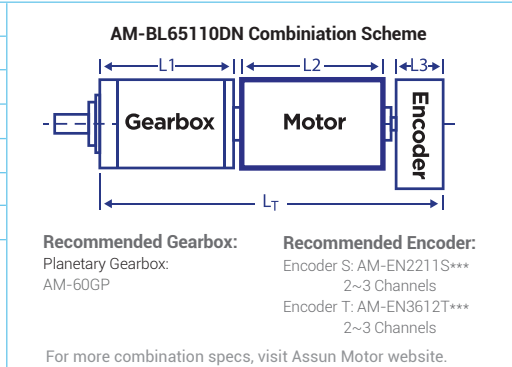 AM-BL65110DN Combiniation Scheme
L1 L2 L3
Gearbox Motor Encoder
LT
Recommended Gearbox:
Planetary Gearbox:
AM-60GP
Recommended Encoder:
Encoder S: AM-EN2211S***
2~3 Channels
Encoder T: AM-EN3612T***
2~3 Channels
For more combination specs, visit Assun Motor website.